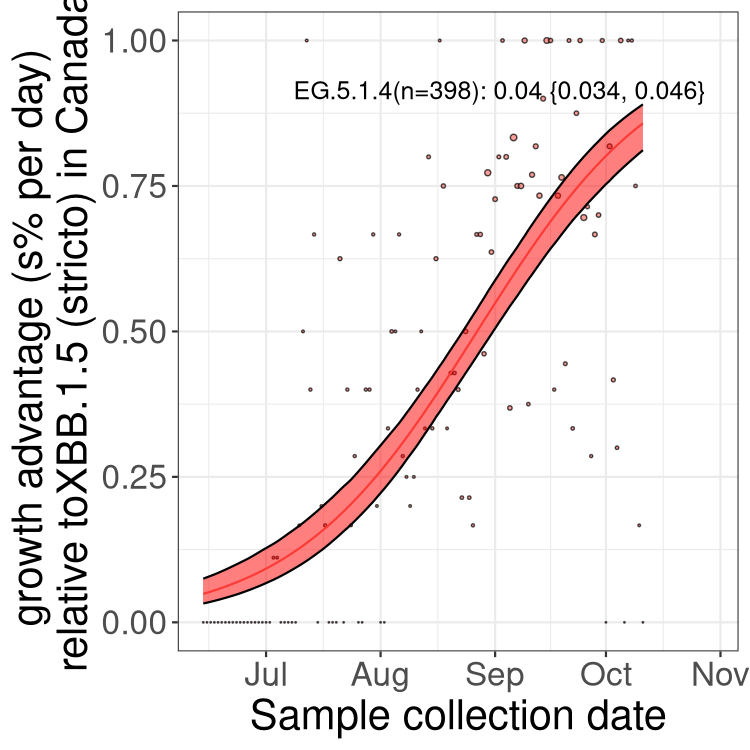 growth advantage (s% per day)
relative toXBB.1.5 (stricto) in Canada
1.00
0.75
0.50
0.25
0.00
EG.5.1.4(n=398): 0.04 {0.034, 0.046}
Jul Aug Sep Oct Nov
Sample collection date